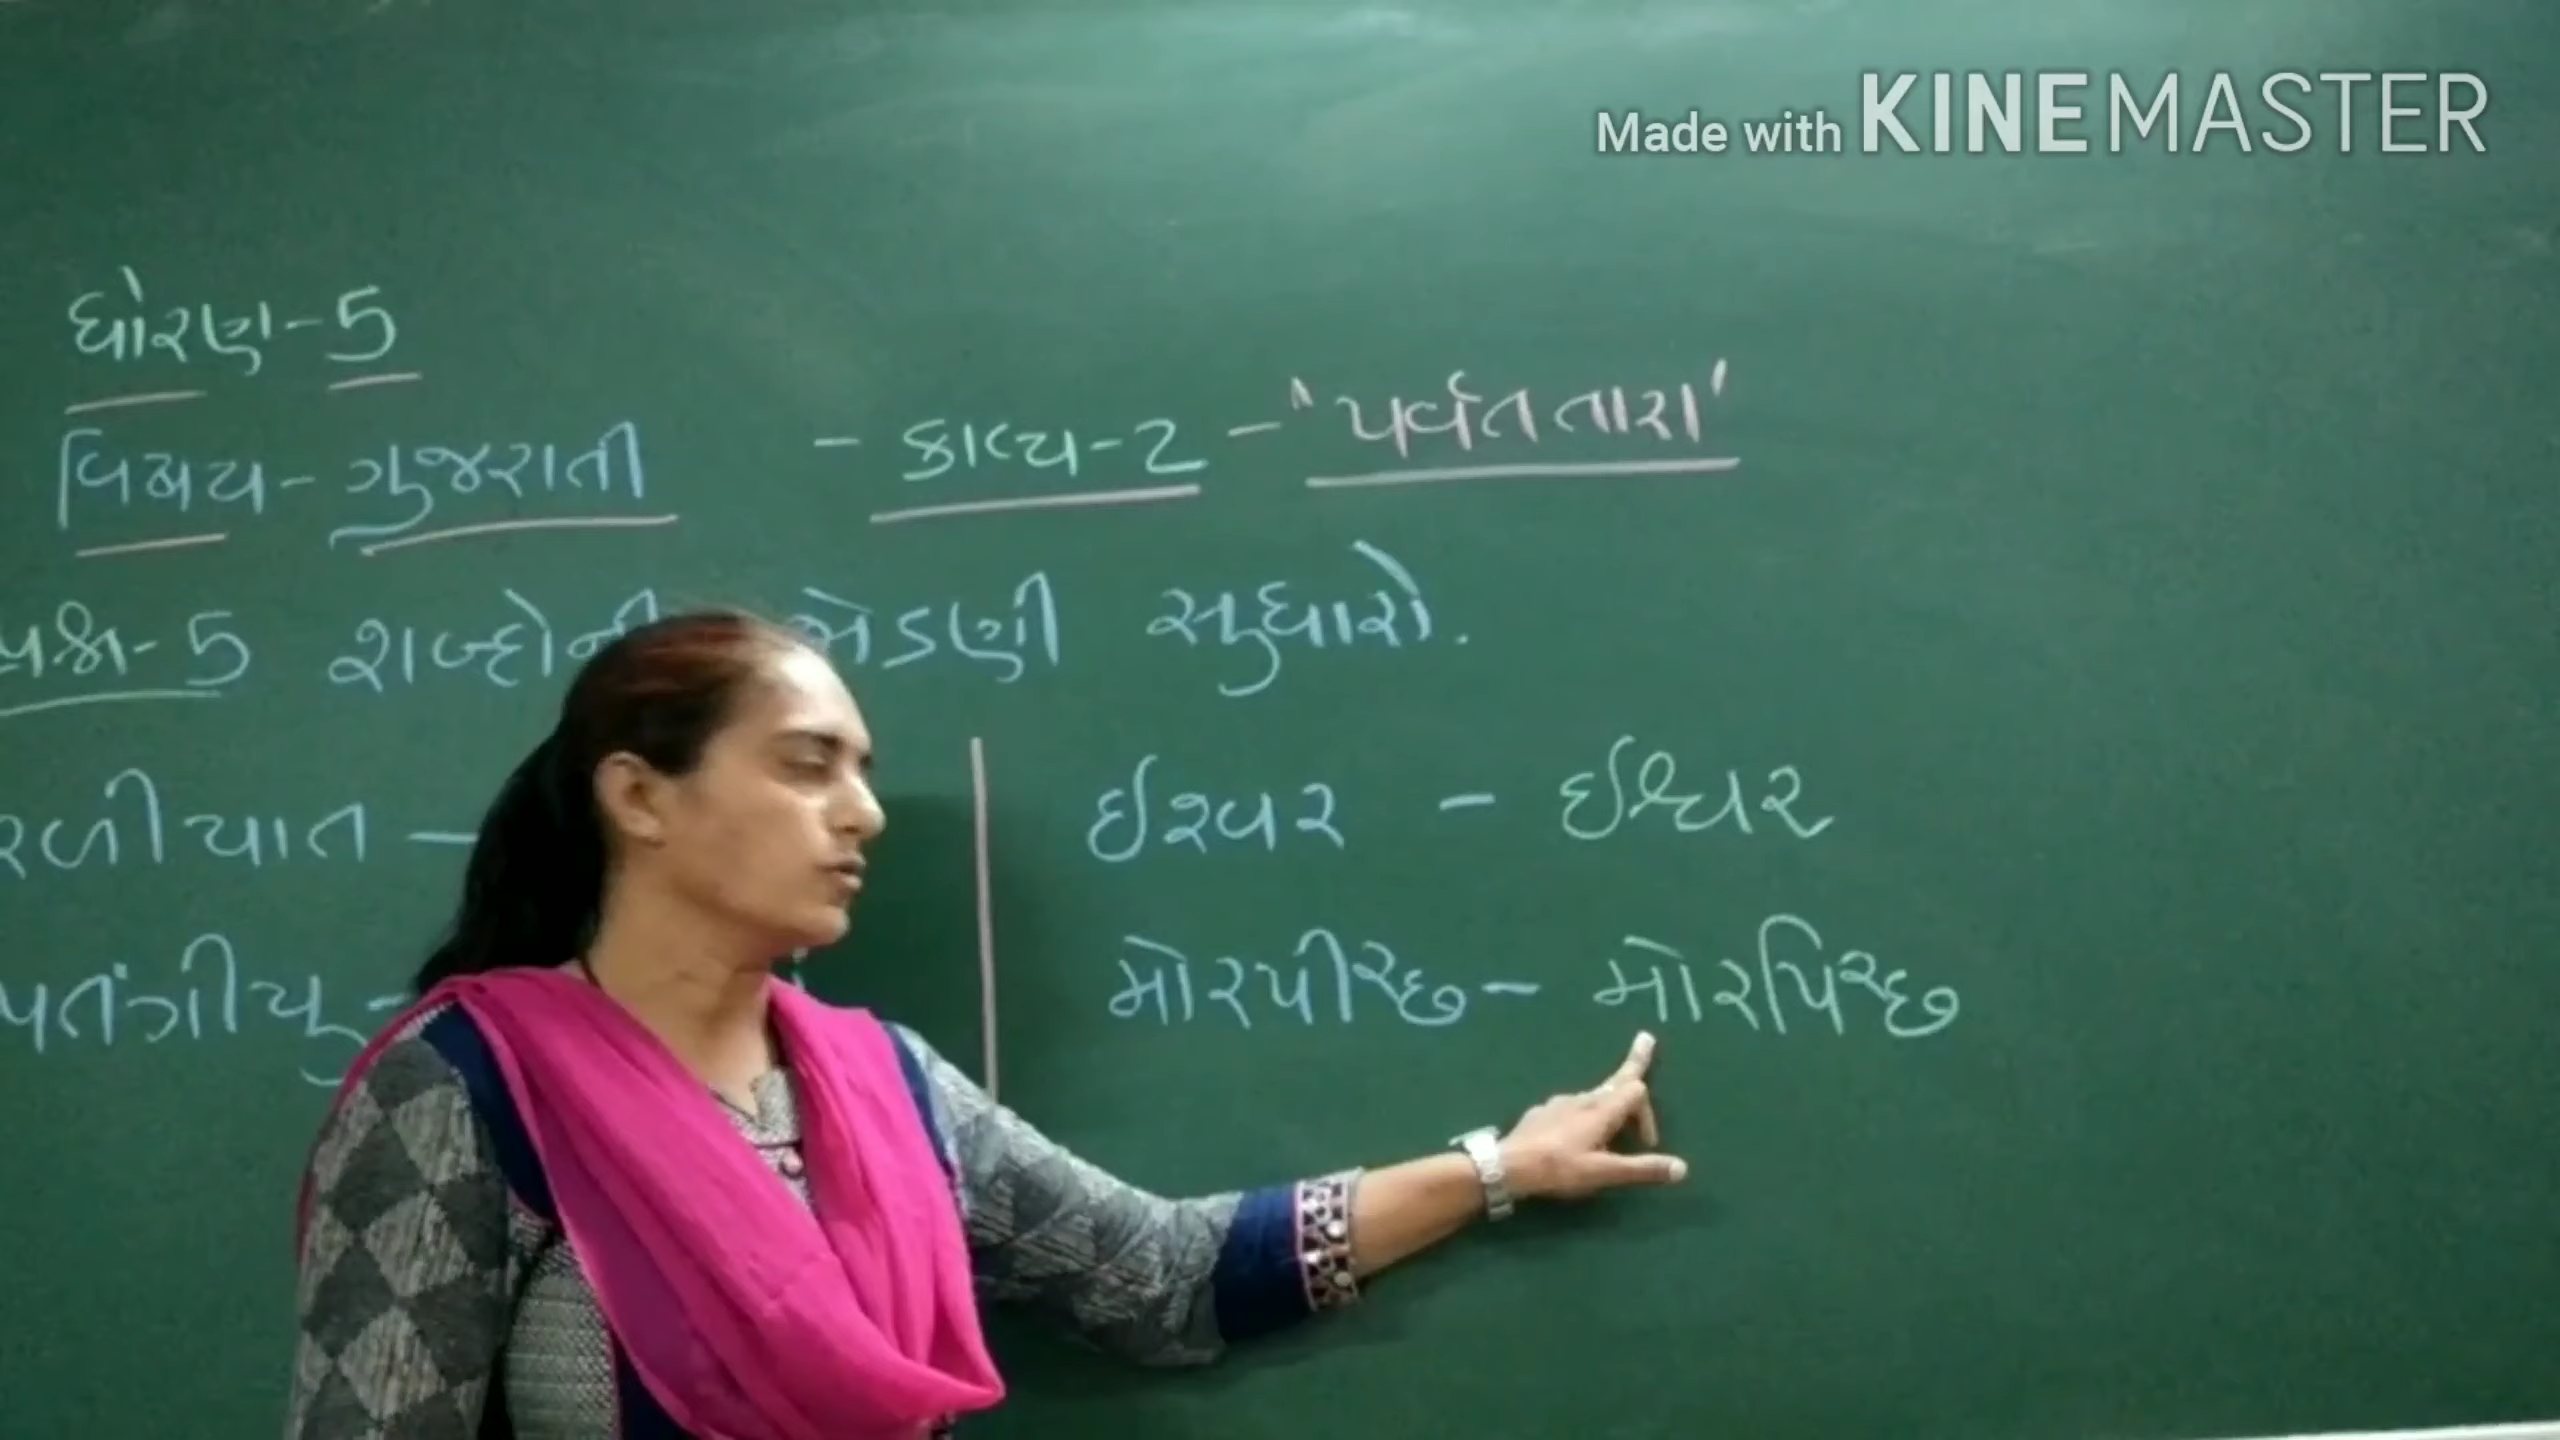 Made with KINEMASTER
ધોરણ-5
વિષય- ગુજરાતી - કાવ્ય-2 - 'પર્વત તારા'
પ્રશ્ન-5 શબ્દોની જોડણી સુધારો.
રળીયાત - ઈશ્વર - ઈશ્વર
પતંગીયુ - મોરપીચ્છ - મોરપિચ્છ